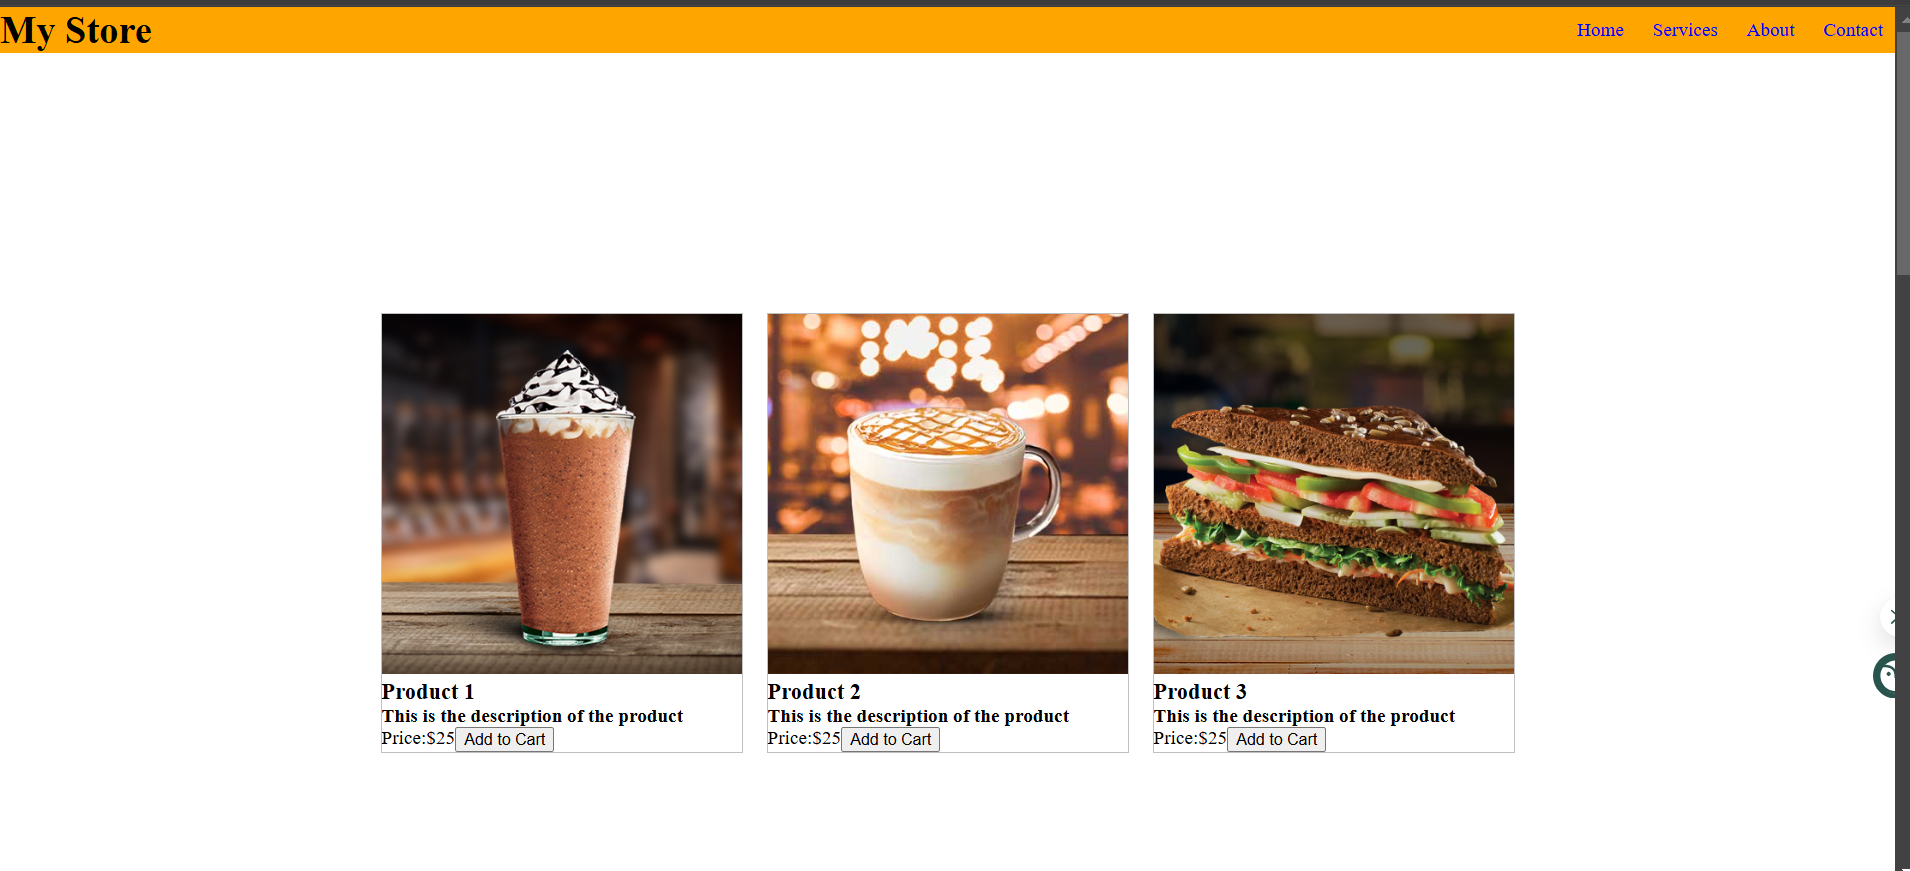 My Store
Home Services About Contact
Product 1
This is the description of the product
Price:$25 Add to Cart
Product 2
This is the description of the product
Price:$25 Add to Cart
Product 3
This is the description of the product
Price:$25 Add to Cart